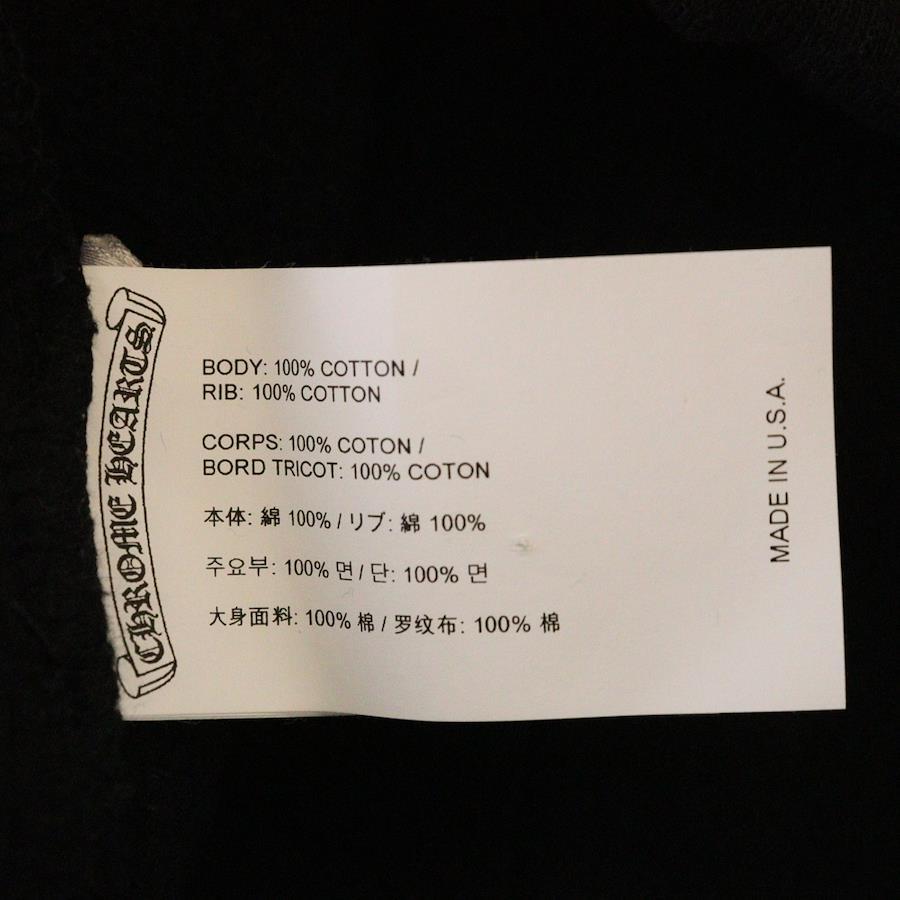 CHROME HEARTS
BODY: 100% COTTON /
RIB: 100% COTTON
CORPS: 100% COTON /
BORD TRICOT: 100% COTON
本体: 綿 100% / リブ: 綿 100%
주요부: 100% 면 / 단: 100% 면
大身面料: 100% 棉 / 罗纹布: 100% 棉
MADE IN U.S.A.